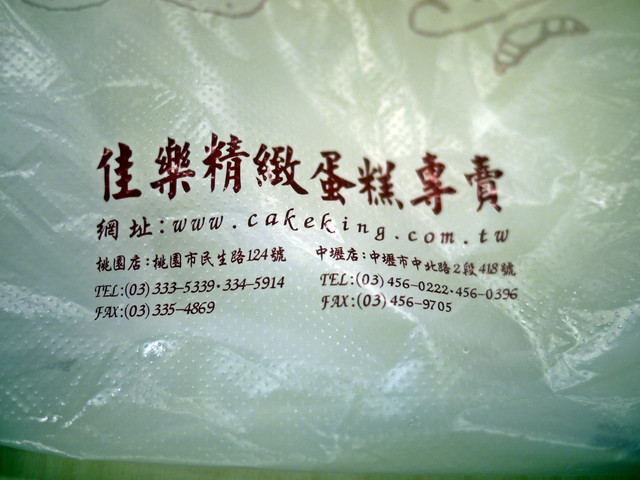 佳樂精緻蛋糕專賣
網址:www.cakeking.com.tw
桃園店:桃園市民生路124號
TEL:(03)333-5339·334-5914
FAX:(03)335-4869
中壢店:中壢市中北路2段418號
TEL:(03)456-0222·456-0396
FAX:(03)456-9705